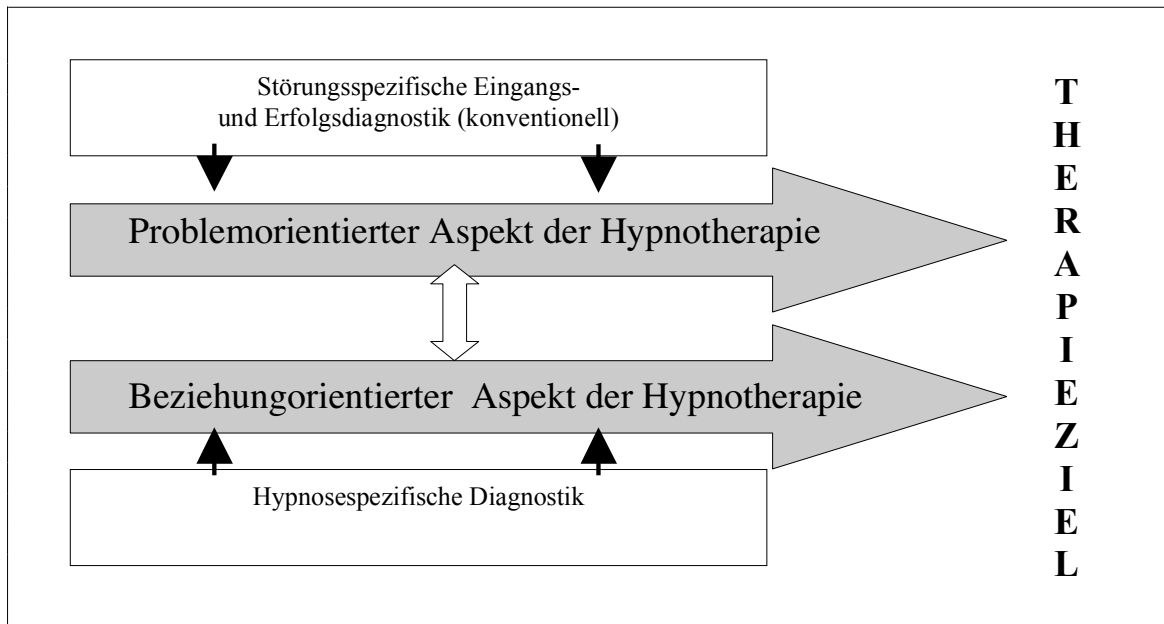 Störungsspezifische Eingangs-
und Erfolgsdiagnostik (konventionell)
Problemorientierter Aspekt der Hypnotherapie
Beziehungorientierter Aspekt der Hypnotherapie
Hypnosespezifische Diagnostik
T
H
E
R
A
P
I
E
Z
I
E
L